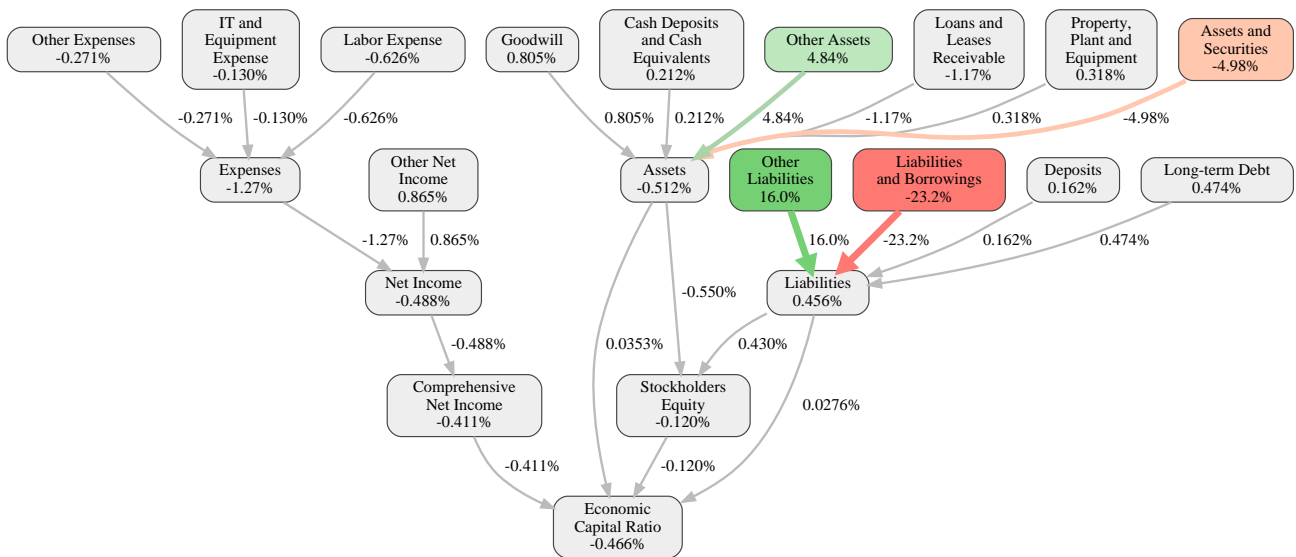 Other Expenses
-0.271%
IT and
Equipment
Expense
-0.130%
Labor Expense
-0.626%
Goodwill
0.805%
Cash Deposits
and Cash
Equivalents
0.212%
Other Assets
4.84%
Loans and
Leases
Receivable
-1.17%
Property,
Plant and
Equipment
0.318%
Assets and
Securities
-4.98%
-0.271%
-0.130%
-0.626%
0.805%
0.212%
4.84%
-1.17%
0.318%
-4.98%
Expenses
-1.27%
Other Net
Income
0.865%
Assets
-0.512%
Other
Liabilities
16.0%
Liabilities
and Borrowings
-23.2%
Deposits
0.162%
Long-term Debt
0.474%
-1.27%
0.865%
16.0%
-23.2%
0.162%
0.474%
Net Income
-0.488%
-0.550%
Liabilities
0.456%
-0.488%
0.0353%
0.430%
Comprehensive
Net Income
-0.411%
Stockholders
Equity
-0.120%
0.0276%
-0.411%
-0.120%
Economic
Capital Ratio
-0.466%